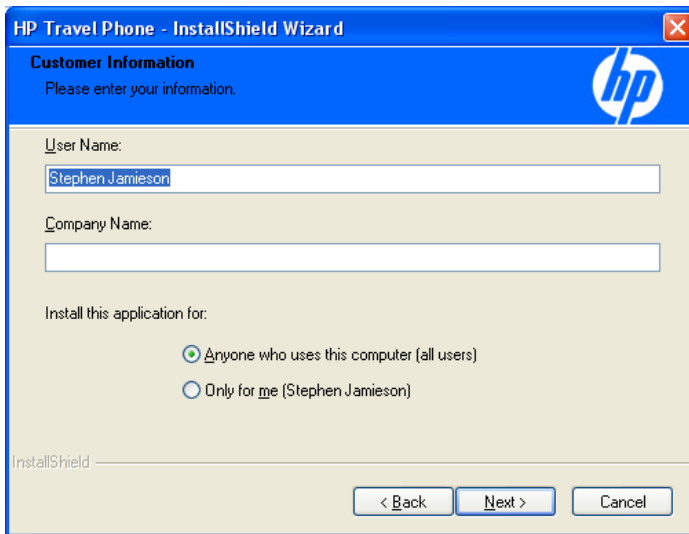 HP Travel Phone - InstallShield Wizard
Customer Information
Please enter your information.
hp
User Name:
Stephen Jamieson
Company Name:
Install this application for:
Anyone who uses this computer (all users)
Only for me (Stephen Jamieson)
InstallShield
< Back Next > Cancel